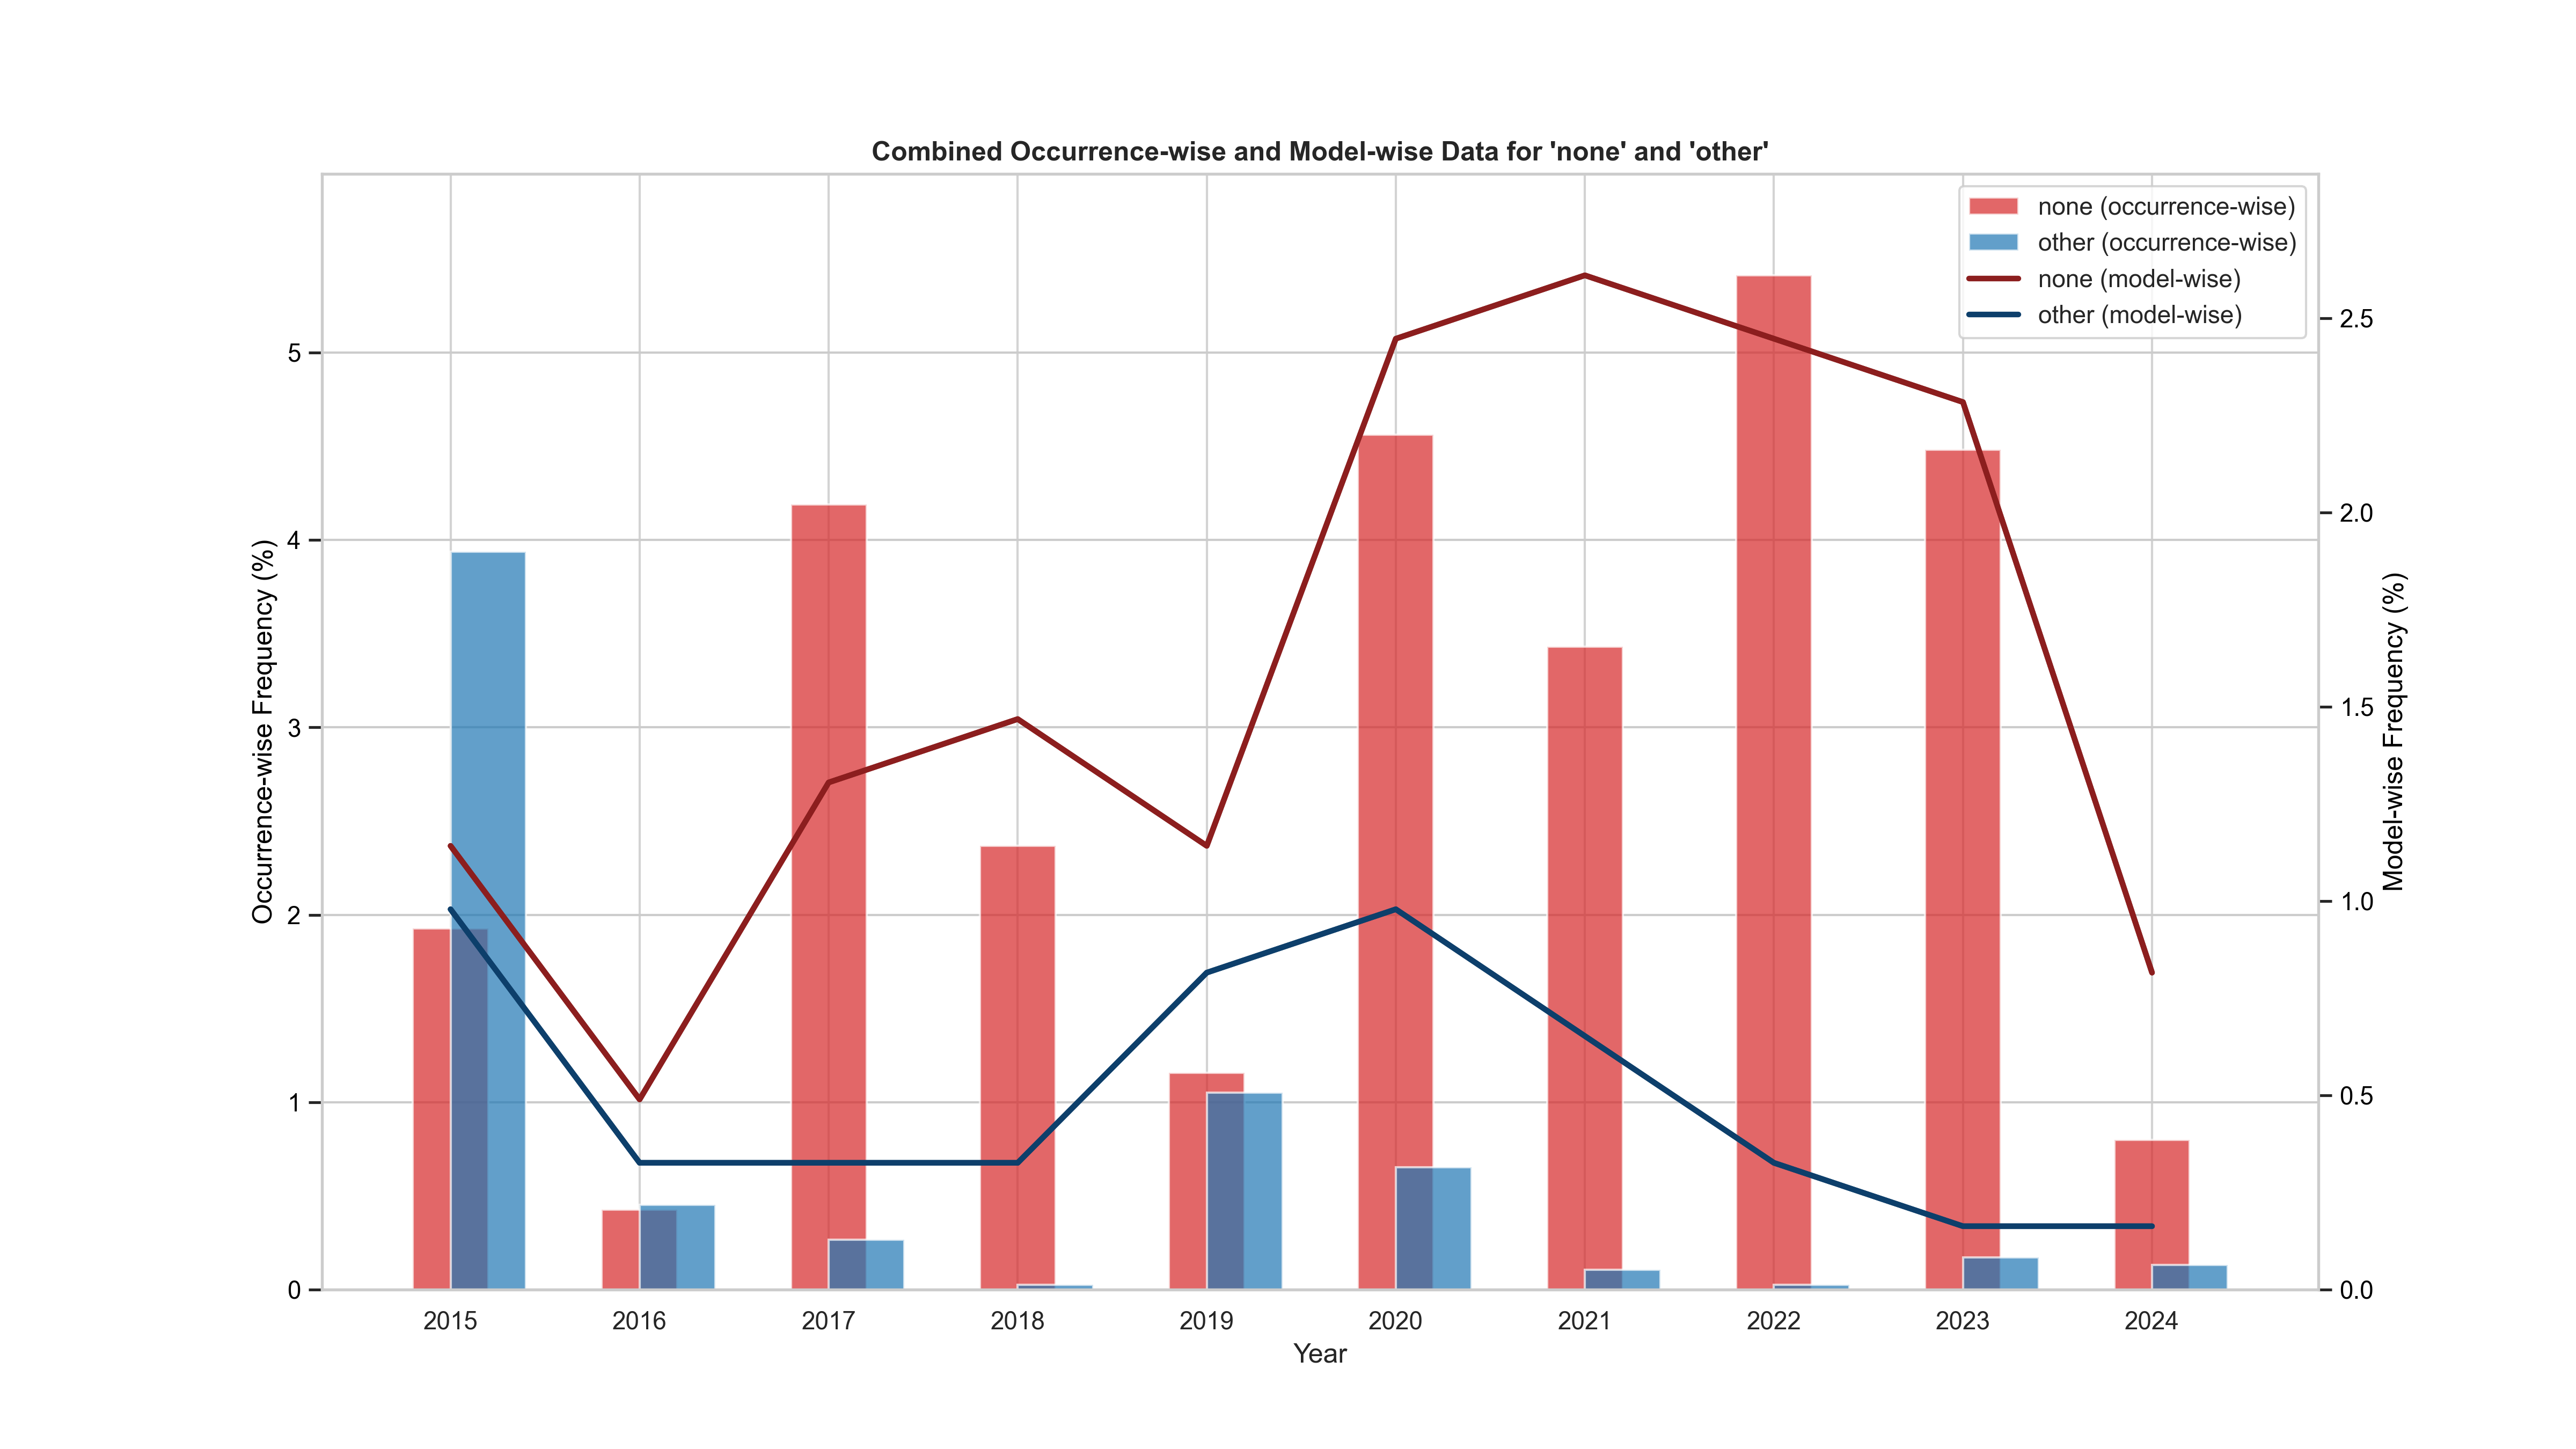 Combined Occurrence-wise and Model-wise Data for 'none' and 'other'
none (occurrence-wise)
other (occurrence-wise)
none (model-wise)
other (model-wise)
Occurrence-wise Frequency (%)
5
4
3
2
1
0
Model-wise Frequency (%)
2.5
2.0
1.5
1.0
0.5
0.0
2015 2016 2017 2018 2019 2020 2021 2022 2023 2024
Year